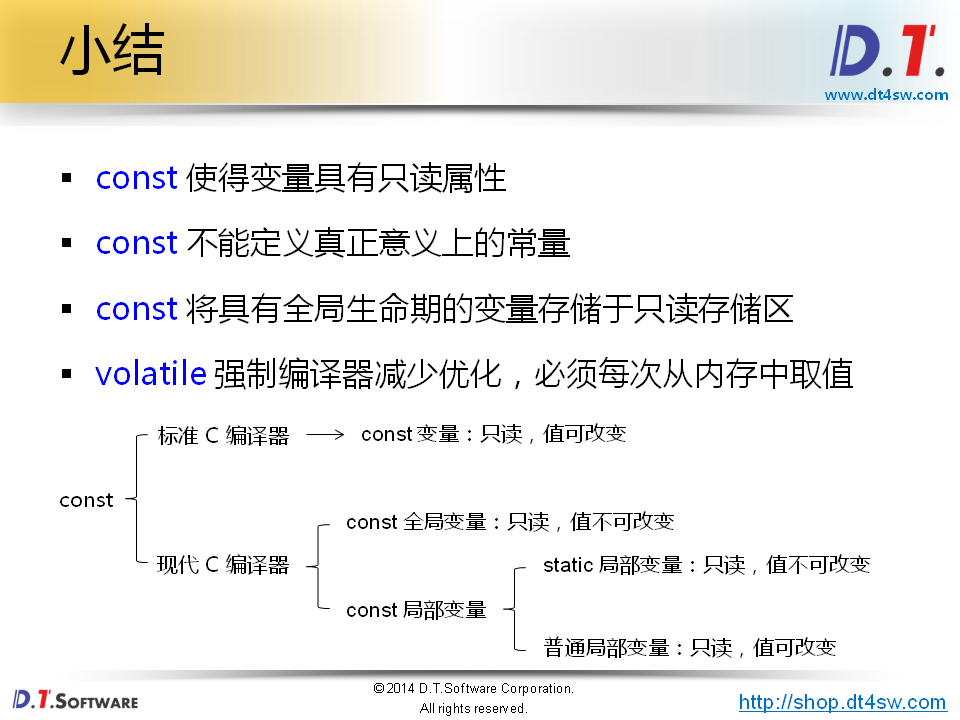 小结
D.T.
www.dt4sw.com
▪ const 使得变量具有只读属性
▪ const 不能定义真正意义上的常量
▪ const 将具有全局生命期的变量存储于只读存储区
▪ volatile 强制编译器减少优化，必须每次从内存中取值
标准 C 编译器 → const 变量：只读，值可改变
const
const 全局变量：只读，值不可改变
现代 C 编译器
static 局部变量：只读，值不可改变
const 局部变量
普通局部变量：只读，值可改变
D.T.SOFTWARE
©2014 D.T.Software Corporation.
All rights reserved.
http://shop.dt4sw.com